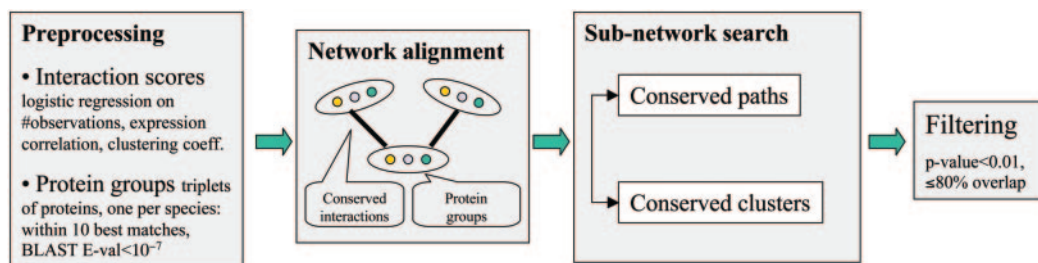 Preprocessing
• Interaction scores
logistic regression on
#observations, expression
correlation, clustering coeff.
• Protein groups triplets
of proteins, one per species:
within 10 best matches,
BLAST E-val<10⁻⁷
Network alignment
Conserved
interactions
Protein
groups
Sub-network search
Conserved paths
Conserved clusters
Filtering
p-value<0.01,
≤80% overlap